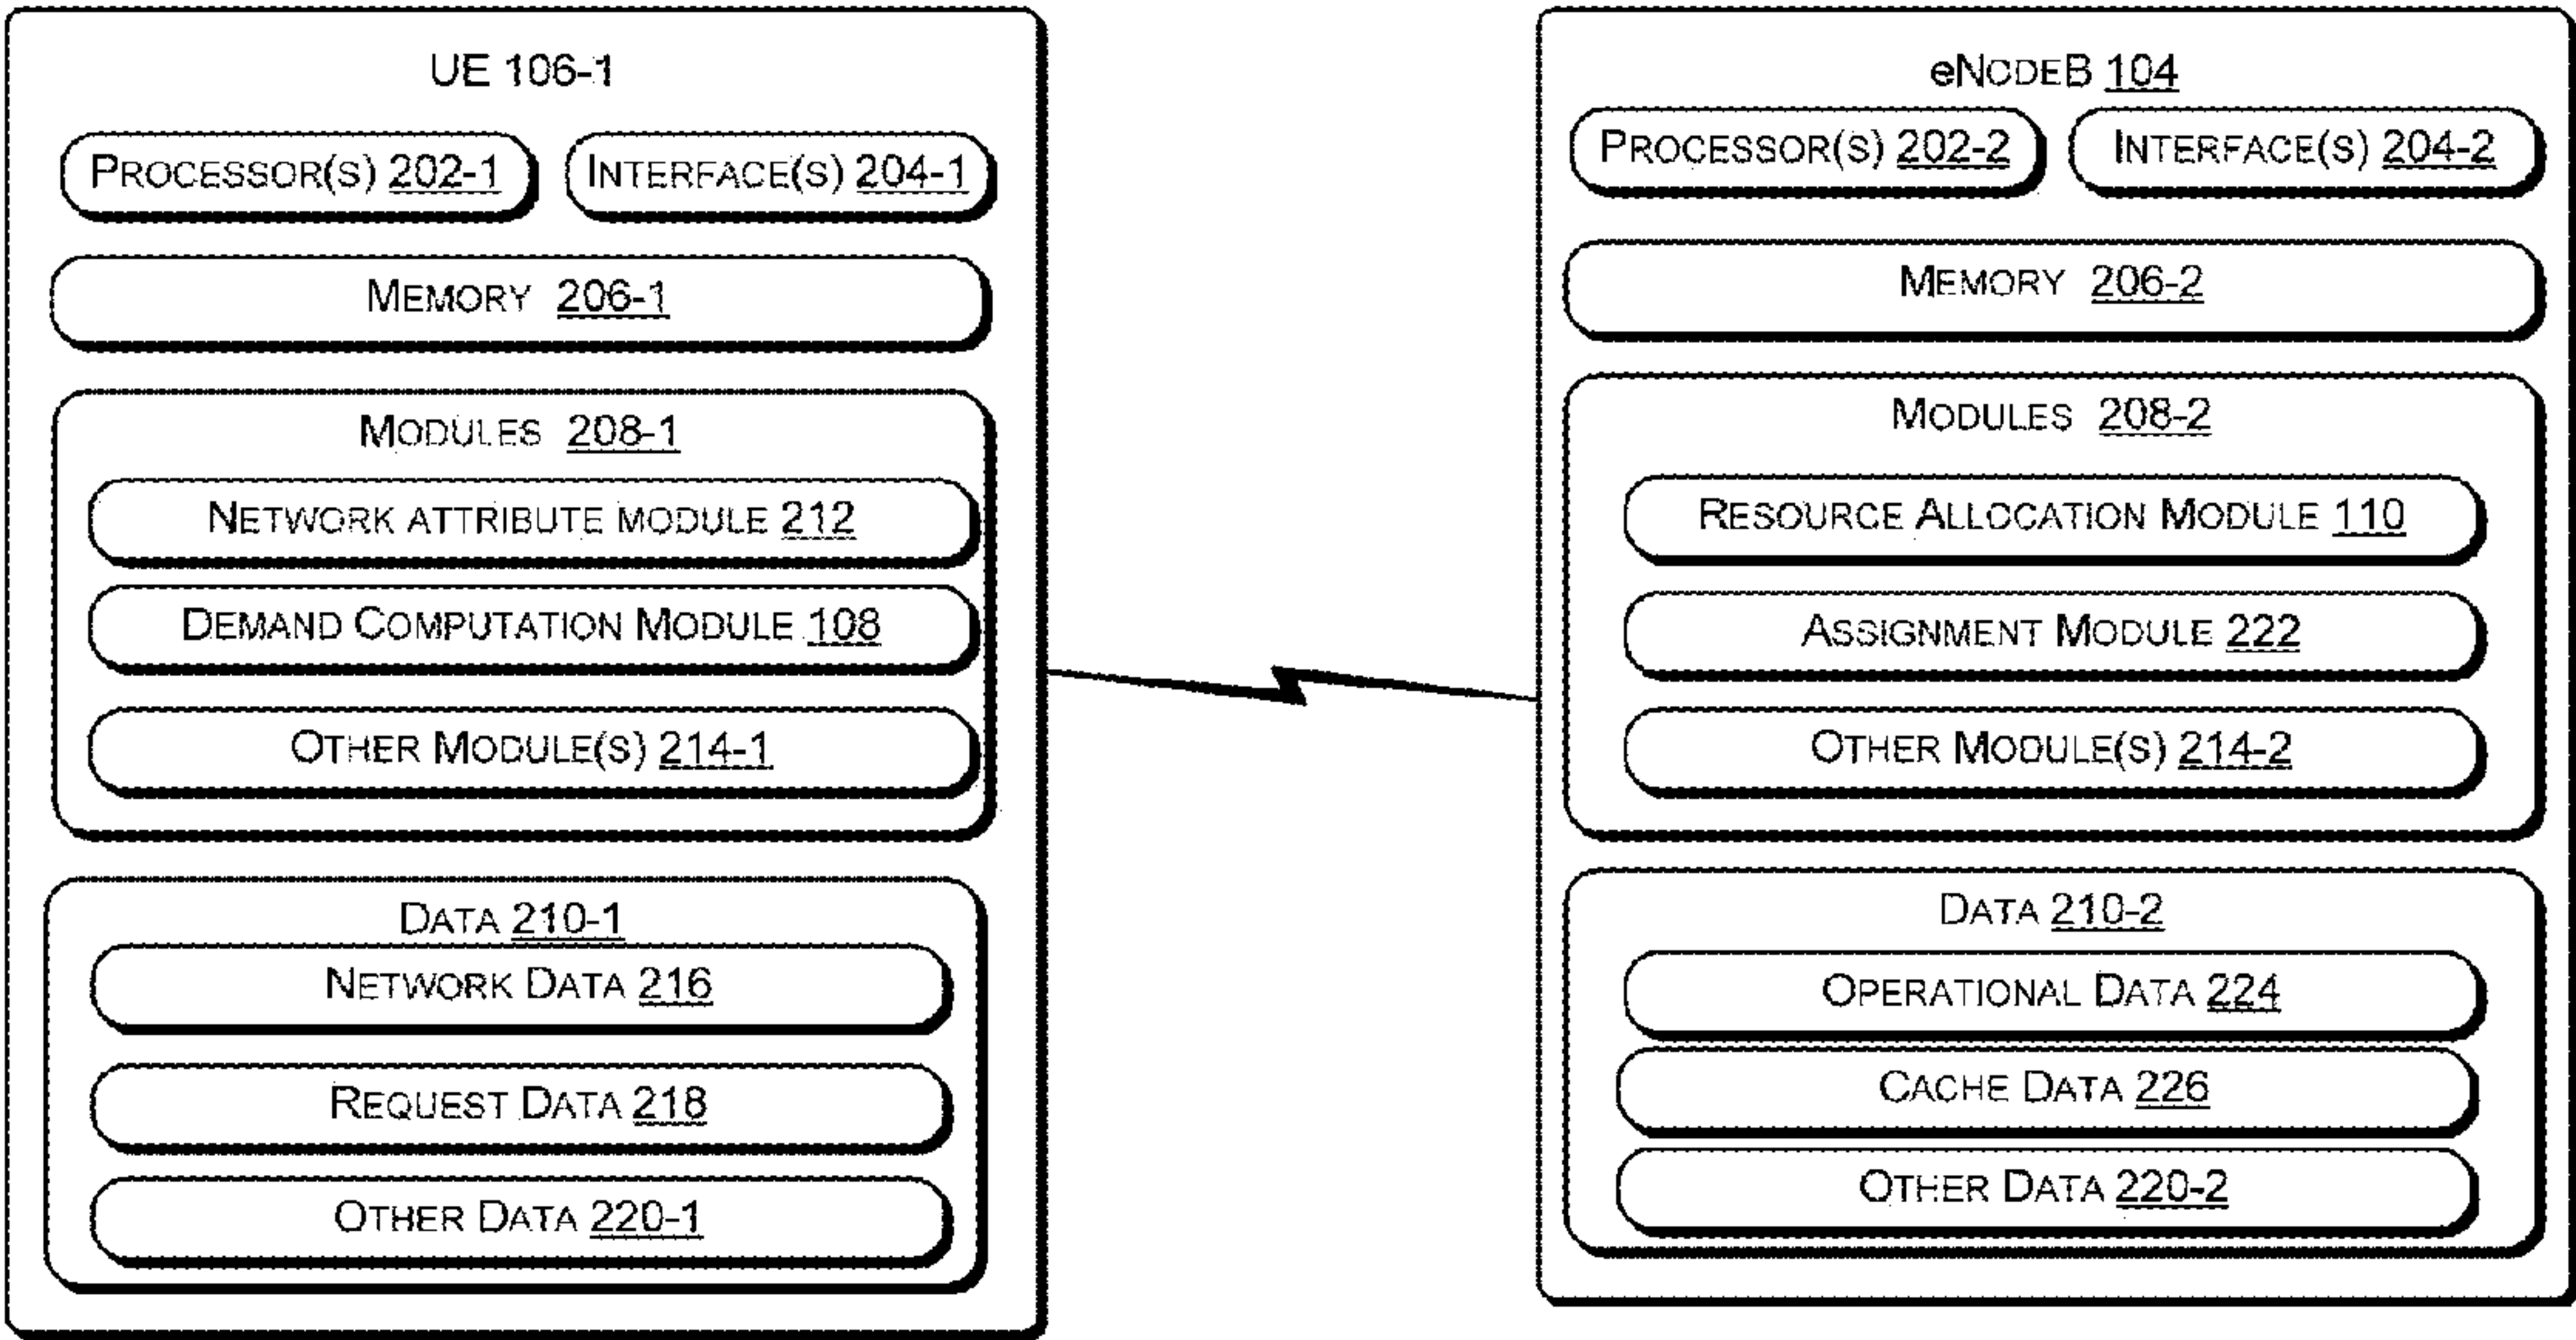 UE 106-1
PROCESSOR(S) 202-1
INTERFACE(S) 204-1
MEMORY 206-1
MODULES 208-1
NETWORK ATTRIBUTE MODULE 212
DEMAND COMPUTATION MODULE 108
OTHER MODULE(S) 214-1
DATA 210-1
NETWORK DATA 216
REQUEST DATA 218
OTHER DATA 220-1
eNODEB 104
PROCESSOR(S) 202-2
INTERFACE(S) 204-2
MEMORY 206-2
MODULES 208-2
RESOURCE ALLOCATION MODULE 110
ASSIGNMENT MODULE 222
OTHER MODULE(S) 214-2
DATA 210-2
OPERATIONAL DATA 224
CACHE DATA 226
OTHER DATA 220-2